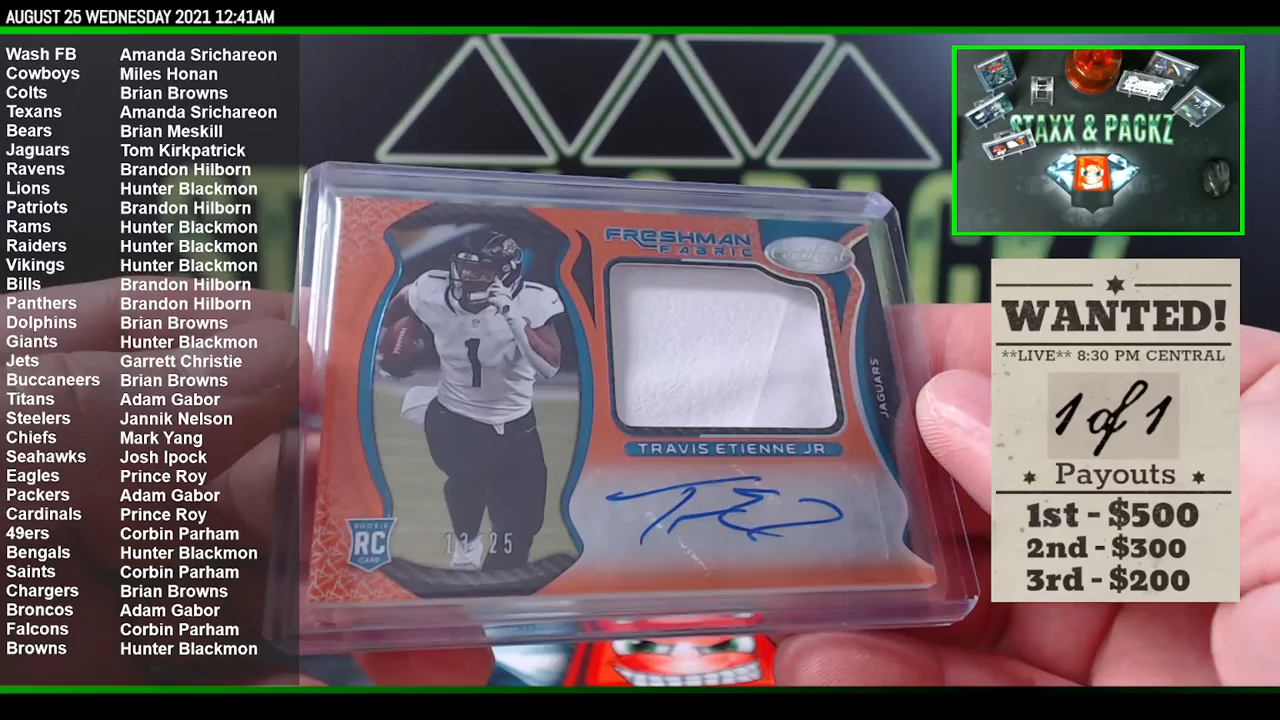 AUGUST 25 WEDNESDAY 2021 12:41AM
Wash FB Amanda Srichareon
Cowboys Miles Honan
Colts Brian Browns
Texans Amanda Srichareon
Bears Brian Meskill
Jaguars Tom Kirkpatrick
Ravens Brandon Hilborn
Lions Hunter Blackmon
Patriots Brandon Hilborn
Rams Hunter Blackmon
Raiders Hunter Blackmon
Vikings Hunter Blackmon
Bills Brandon Hilborn
Panthers Brandon Hilborn
Dolphins Brian Browns
Giants Hunter Blackmon
Jets Garrett Christie
Buccaneers Brian Browns
Titans Adam Gabor
Steelers Jannik Nelson
Chiefs Mark Yang
Seahawks Josh Ipock
Eagles Prince Roy
Packers Adam Gabor
Cardinals Prince Roy
49ers Corbin Parham
Bengals Hunter Blackmon
Saints Corbin Parham
Chargers Brian Browns
Broncos Adam Gabor
Falcons Corbin Parham
Browns Hunter Blackmon
FRESHMAN
FABRIC
Certified
JAGUARS
1
TRAVIS ETIENNE JR.
ROOKIE
RC
CARD
13/25
STAXX & PACKZ
WANTED!
**LIVE** 8:30 PM CENTRAL
1 of 1
Payouts
1st - $500
2nd - $300
3rd - $200